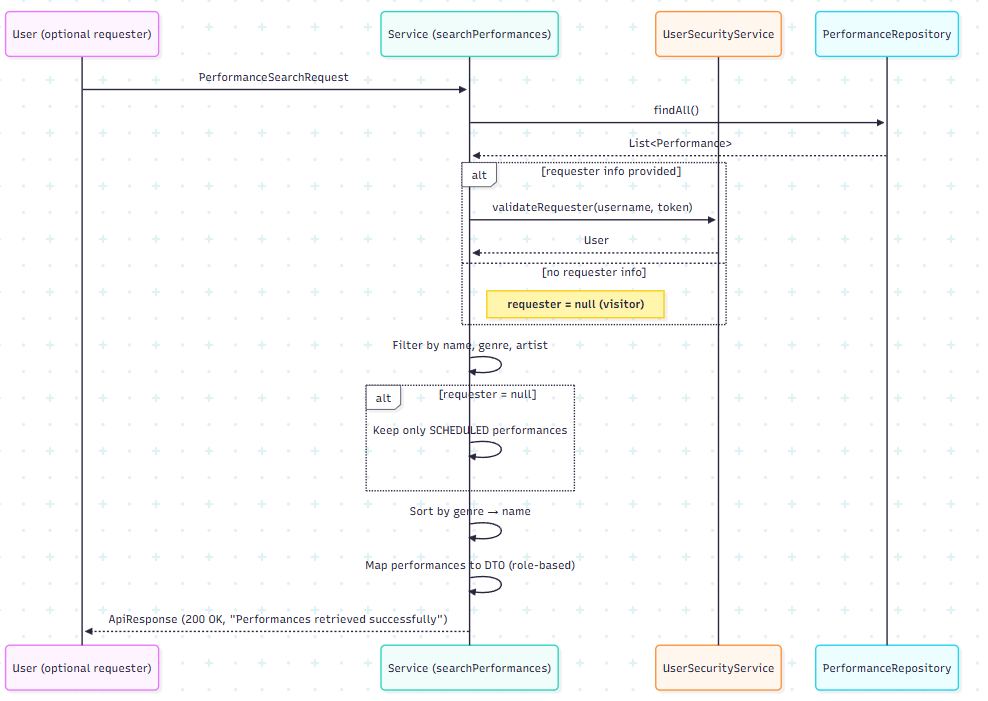 User (optional requester)
Service (searchPerformances)
UserSecurityService
PerformanceRepository
PerformanceSearchRequest
findAll()
List<Performance>
alt
[requester info provided]
validateRequester(username, token)
User
[no requester info]
requester = null (visitor)
Filter by name, genre, artist
alt
[requester = null]
Keep only SCHEDULED performances
Sort by genre → name
Map performances to DTO (role-based)
ApiResponse (200 OK, "Performances retrieved successfully")
User (optional requester)
Service (searchPerformances)
UserSecurityService
PerformanceRepository